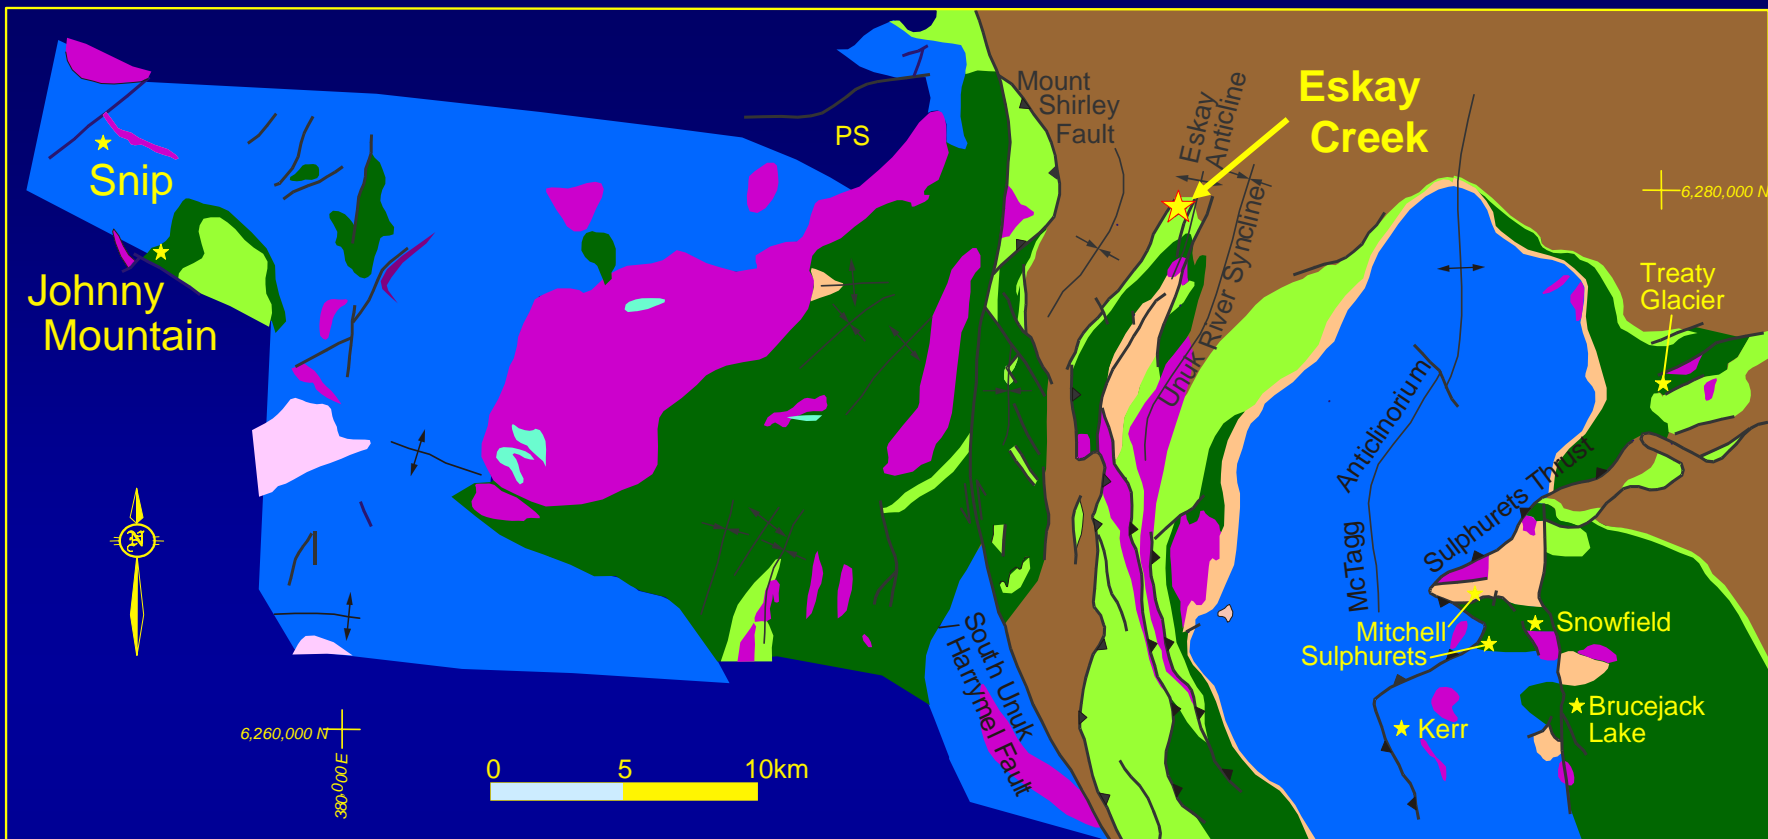 Mount
Shirley
Fault
Eskay
Anticline
Eskay
Creek
PS
Snip
6,280,000 N
Unuk River Syncline
Treaty
Glacier
Johnny
Mountain
McTagg
Anticlinorium
Sulphurets Thrust
N
Mitchell
Snowfield
Sulphurets
South Unuk
Harrymel Fault
Brucejack
Lake
Kerr
6,260,000 N
380,000 E
0 5 10km